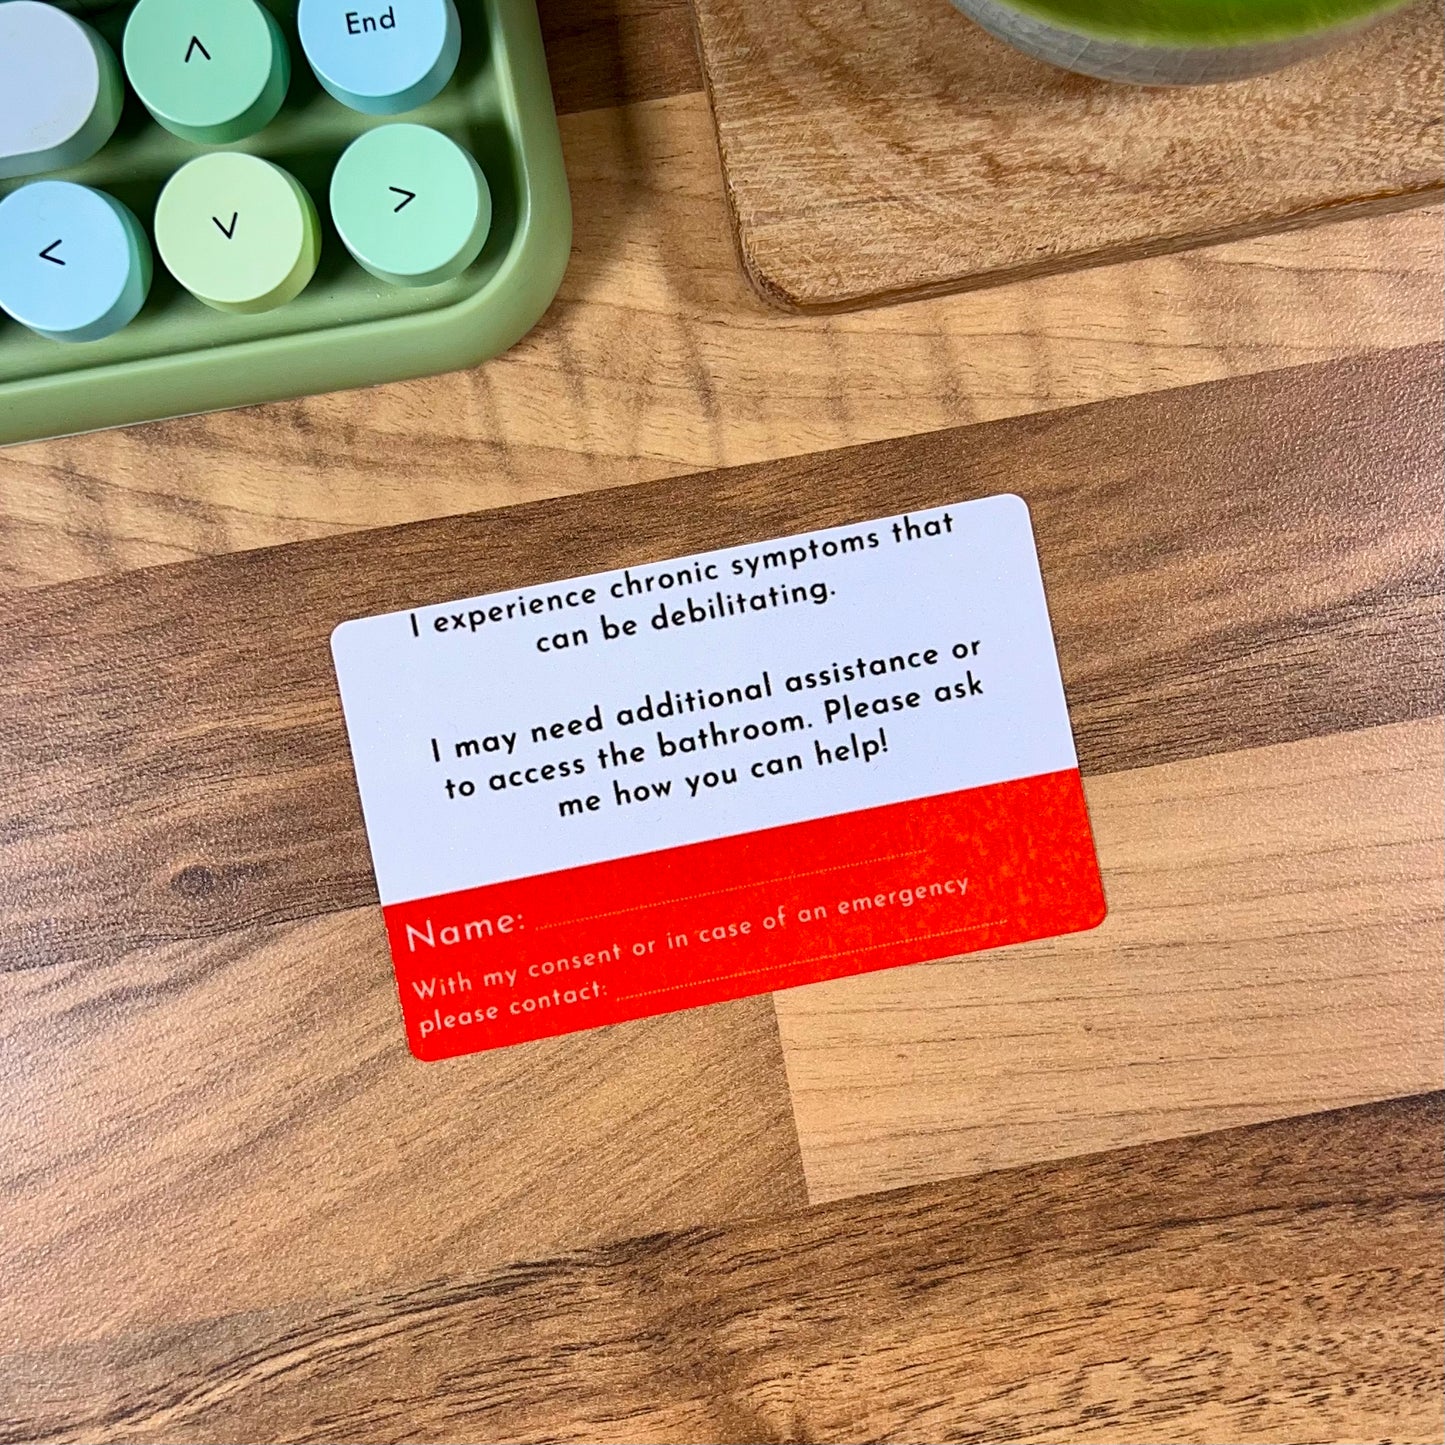 End
^
<
v
>
I experience chronic symptoms that
can be debilitating.
I may need additional assistance or
to access the bathroom. Please ask
me how you can help!
Name:
With my consent or in case of an emergency
please contact: